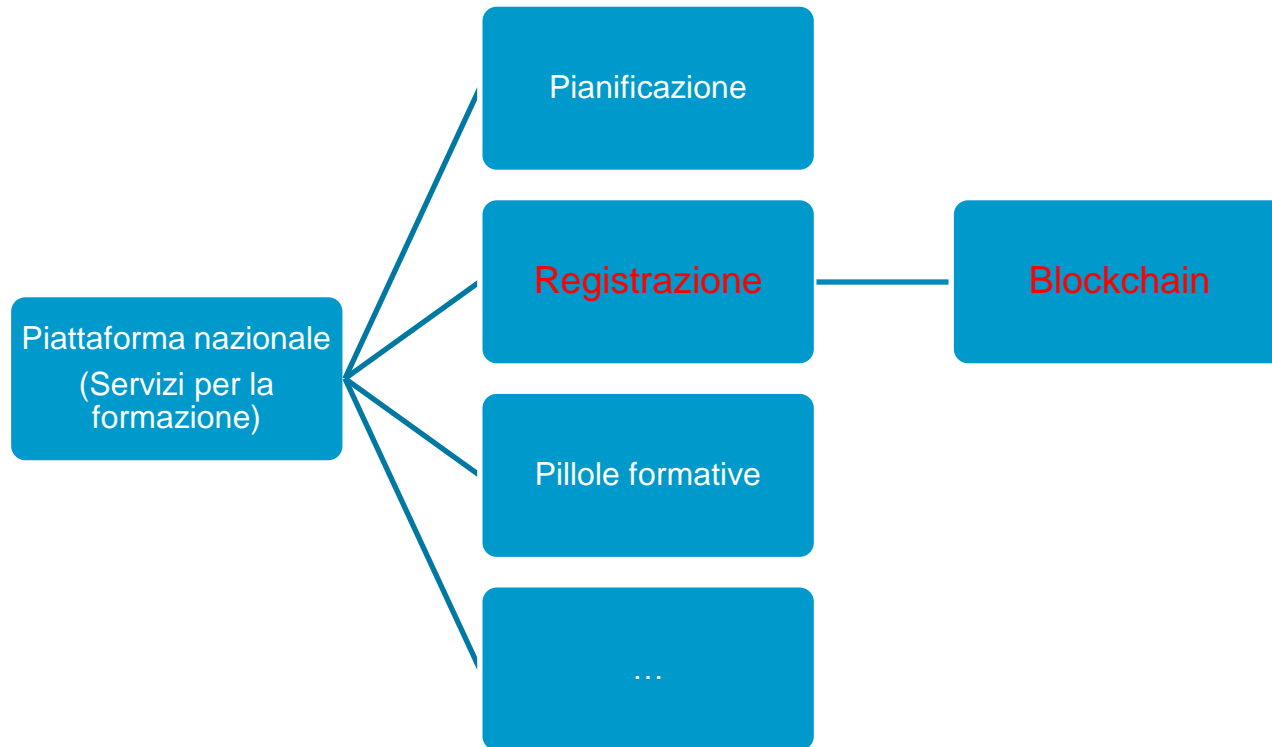 Pianificazione
Registrazione
Blockchain
Piattaforma nazionale
(Servizi per la
formazione)
Pillole formative
…